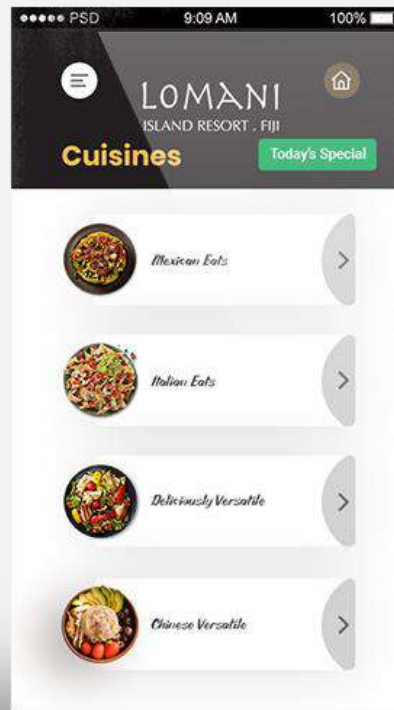 PSD 9:09 AM 100%
LOMANI
ISLAND RESORT . FIJI
Cuisines
Today's Special
Mexican Eats
Italian Eats
Deliciously Versatile
Chinese Versatile